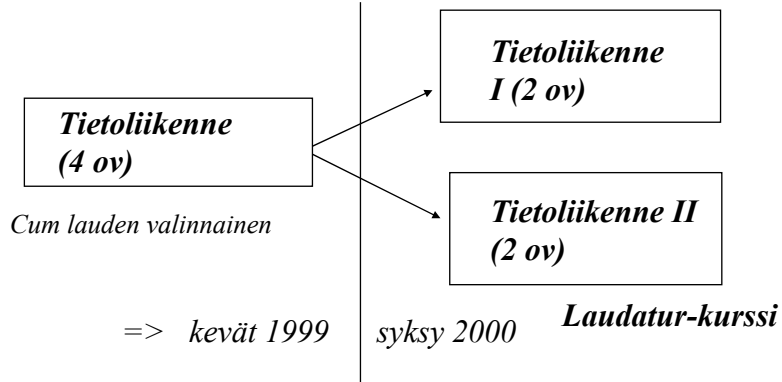 Tietoliikenne
(4 ov)
Cum lauden valinnainen
Tietoliikenne
I (2 ov)
Tietoliikenne II
(2 ov)
Laudatur-kurssi
=> kevät 1999
syksy 2000